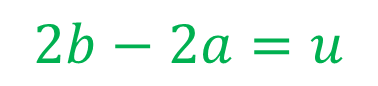 2b − 2a = u